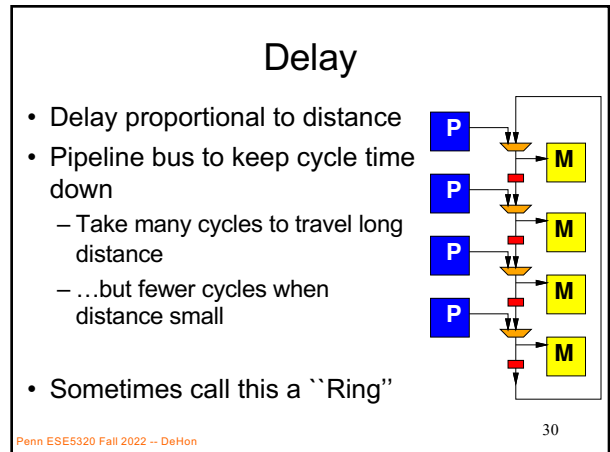 Delay
• Delay proportional to distance
• Pipeline bus to keep cycle time
down
– Take many cycles to travel long
distance
– …but fewer cycles when
distance small
• Sometimes call this a ``Ring''
P
M
P
M
P
M
P
M
Penn ESE5320 Fall 2022 -- DeHon
30